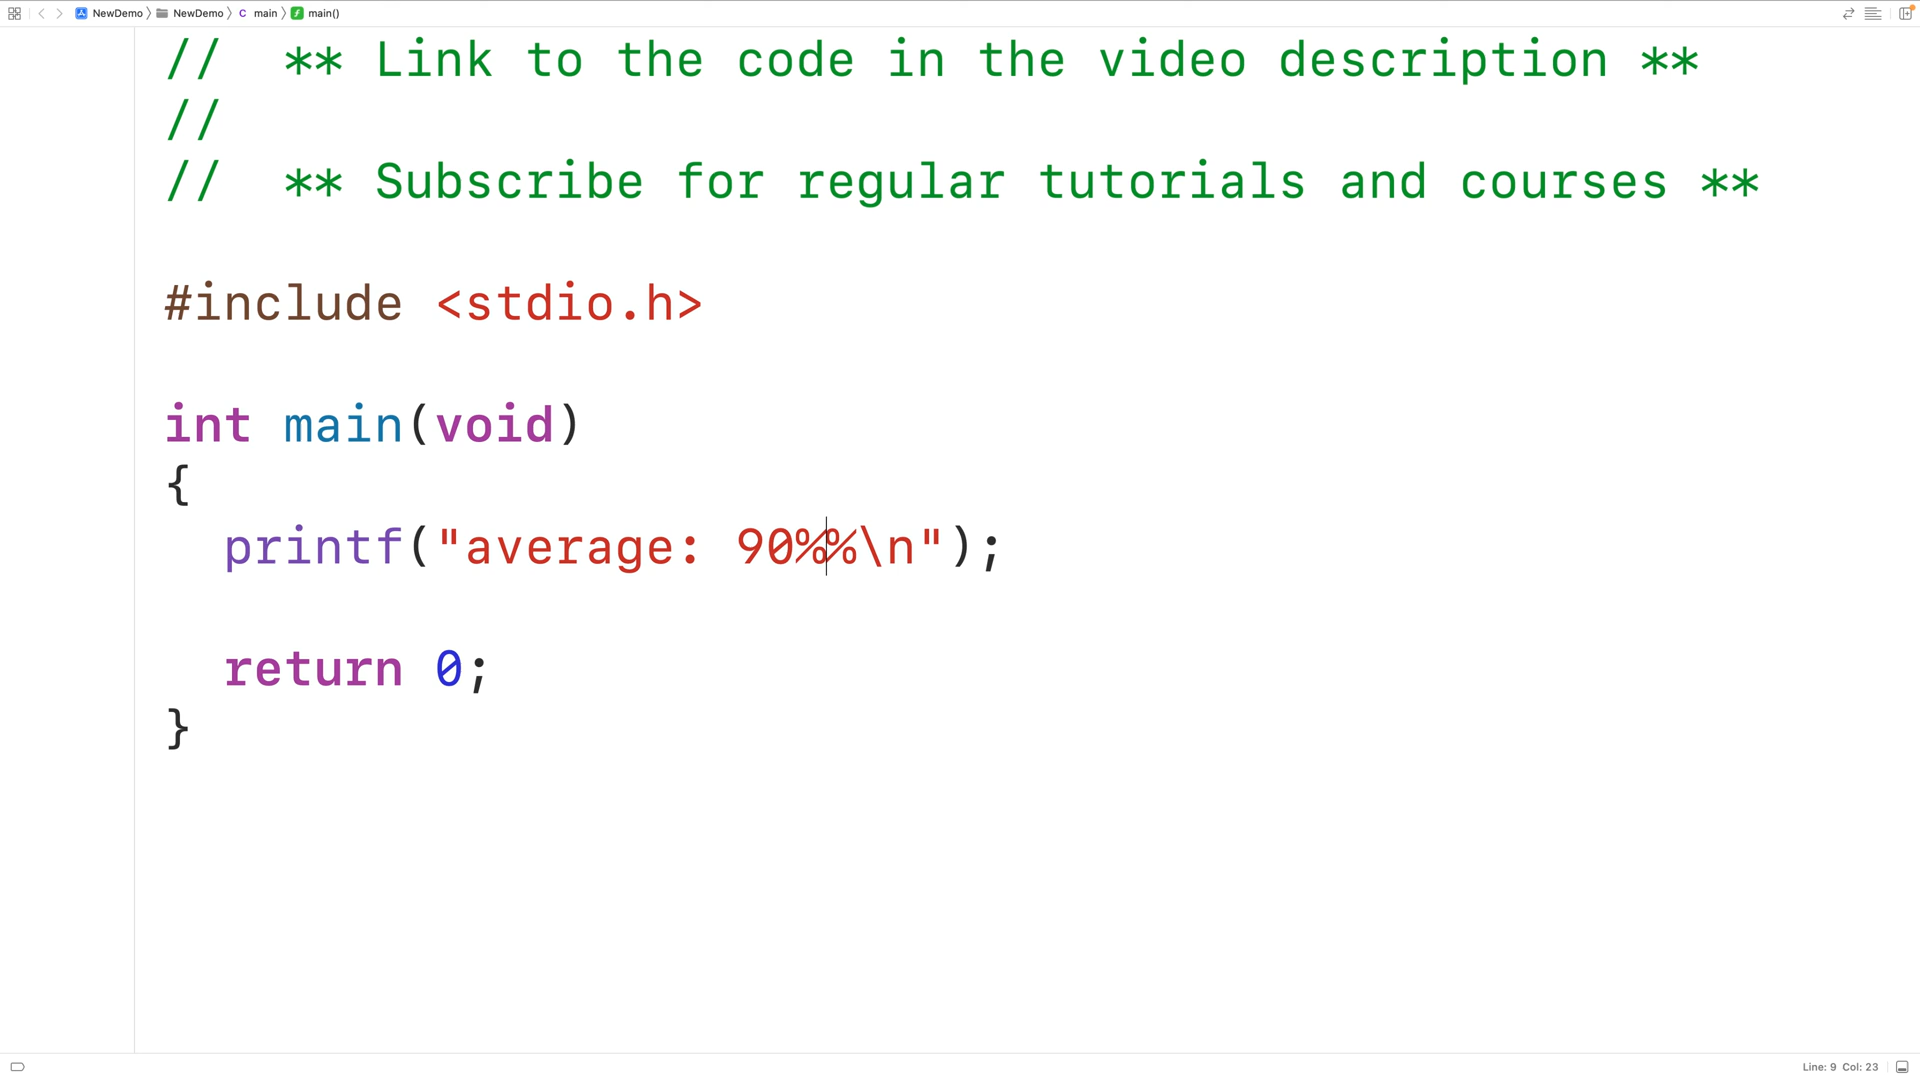 NewDemo 〉 NewDemo 〉 C main 〉 f main()
//  ** Link to the code in the video description **
//
//  ** Subscribe for regular tutorials and courses **
#include <stdio.h>
int main(void)
{
  printf("average: 90%%\n");
  return 0;
}
Line: 9 Col: 23